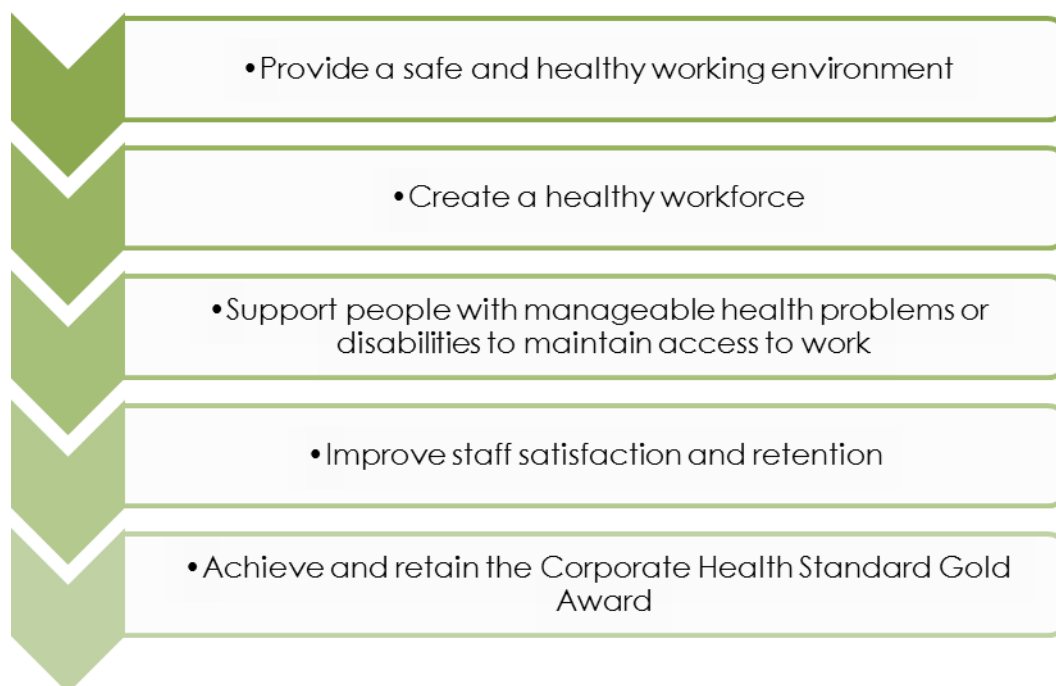 •Provide a safe and healthy working environment
•Create a healthy workforce
•Support people with manageable health problems or
disabilities to maintain access to work
•Improve staff satisfaction and retention
•Achieve and retain the Corporate Health Standard Gold
Award